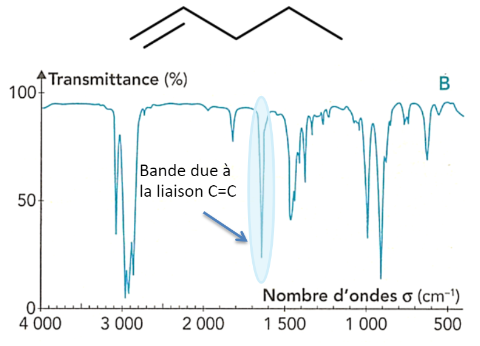 Transmittance (%)
B
100
Bande due à
la liaison C=C
50
Nombre d'ondes σ (cm⁻¹)
0
4 000 3 000 2 000 1 500 1 000 500